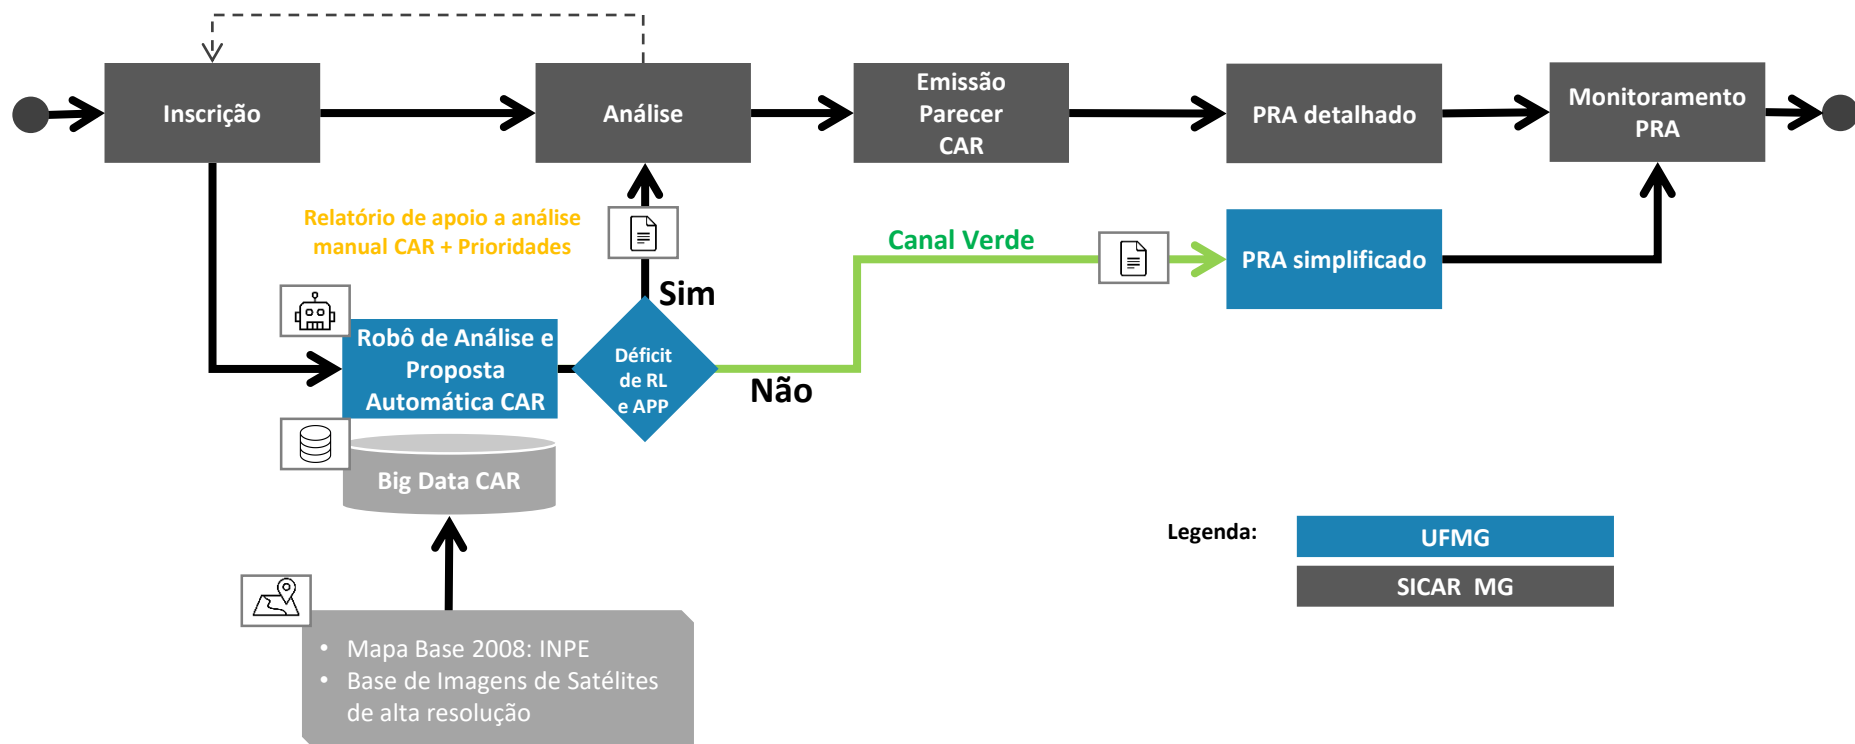 Inscrição
Análise
Emissão
Parecer
CAR
PRA detalhado
Monitoramento
PRA
Relatório de apoio a análise
manual CAR + Prioridades
Canal Verde
PRA simplificado
Sim
Robô de Análise e
Proposta
Automática CAR
Déficit
de RL
e APP
Não
Big Data CAR
Legenda:
UFMG
SICAR MG
• Mapa Base 2008: INPE
• Base de Imagens de Satélites
de alta resolução